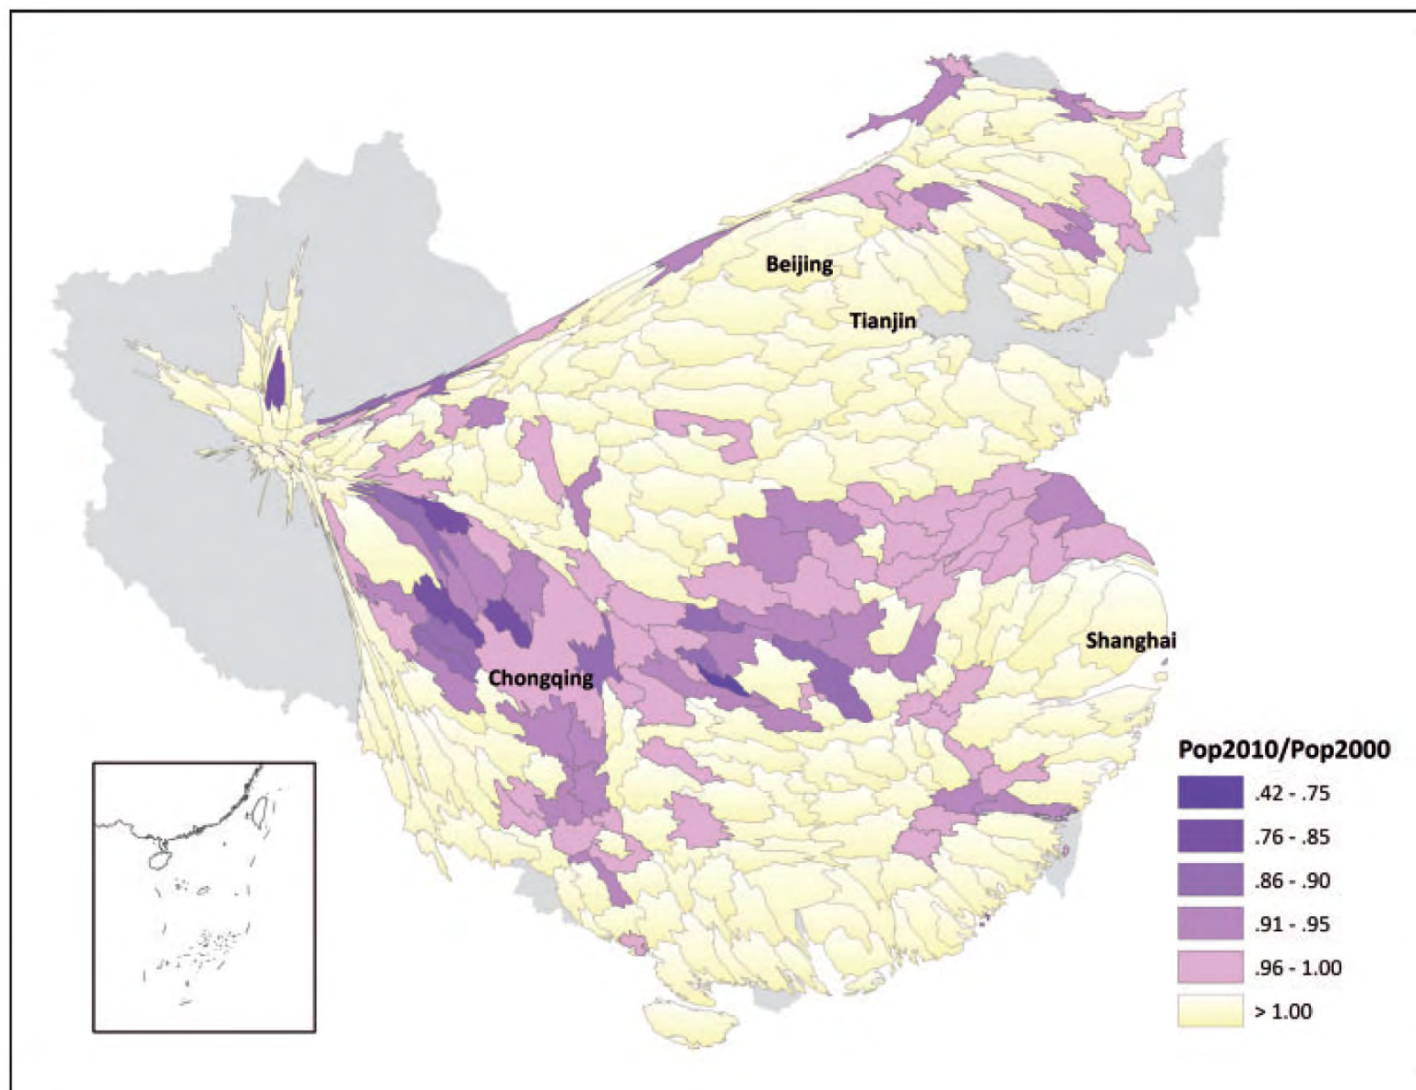 Beijing
Tianjin
Shanghai
Chongqing
Pop2010/Pop2000
.42 - .75
.76 - .85
.86 - .90
.91 - .95
.96 - 1.00
> 1.00